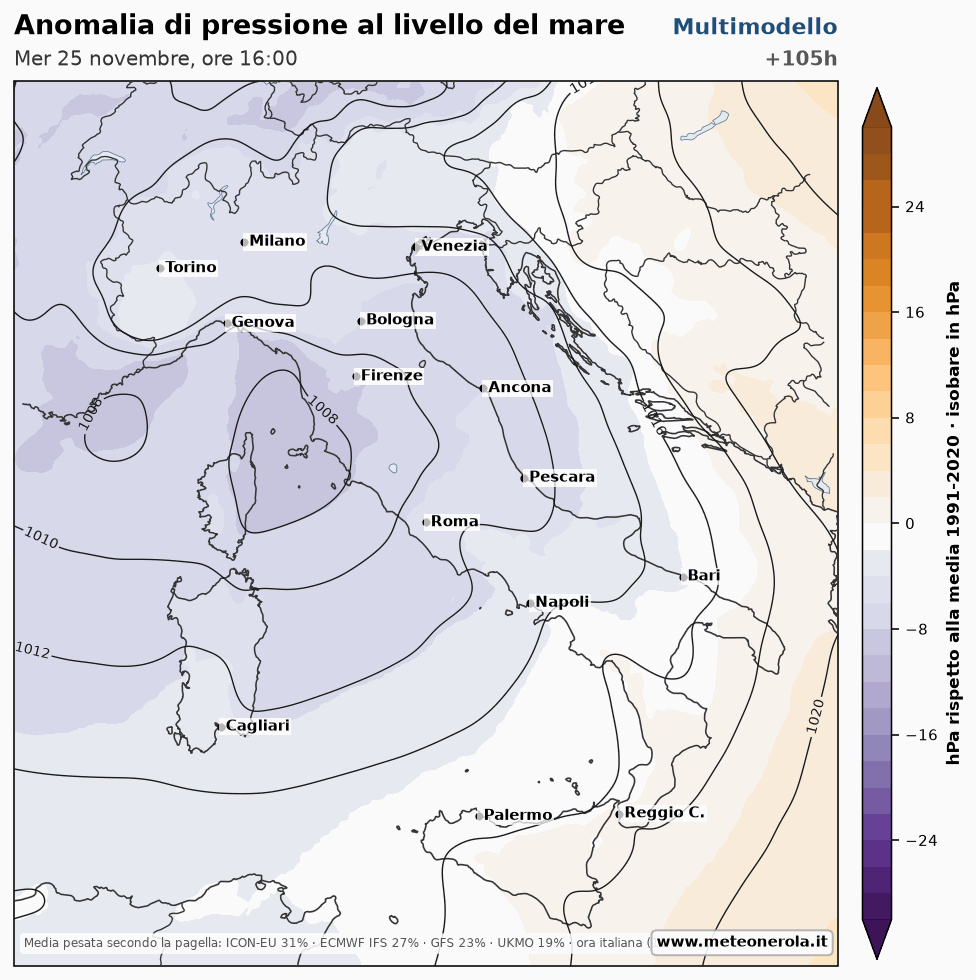 Anomalia di pressione al livello del mare
Multimodello
Mer 25 novembre, ore 16:00
+105h
Milano
Venezia
Torino
Genova
Bologna
Firenze
Ancona
1008
1008
Pescara
Roma
1010
Bari
Napoli
1012
Cagliari
1020
Palermo
Reggio C.
24
16
8
0
−8
−16
−24
hPa rispetto alla media 1991-2020 · isobare in hPa
Media pesata secondo la pagella: ICON-EU 31% · ECMWF IFS 27% · GFS 23% · UKMO 19% · ora italiana (
www.meteonerola.it